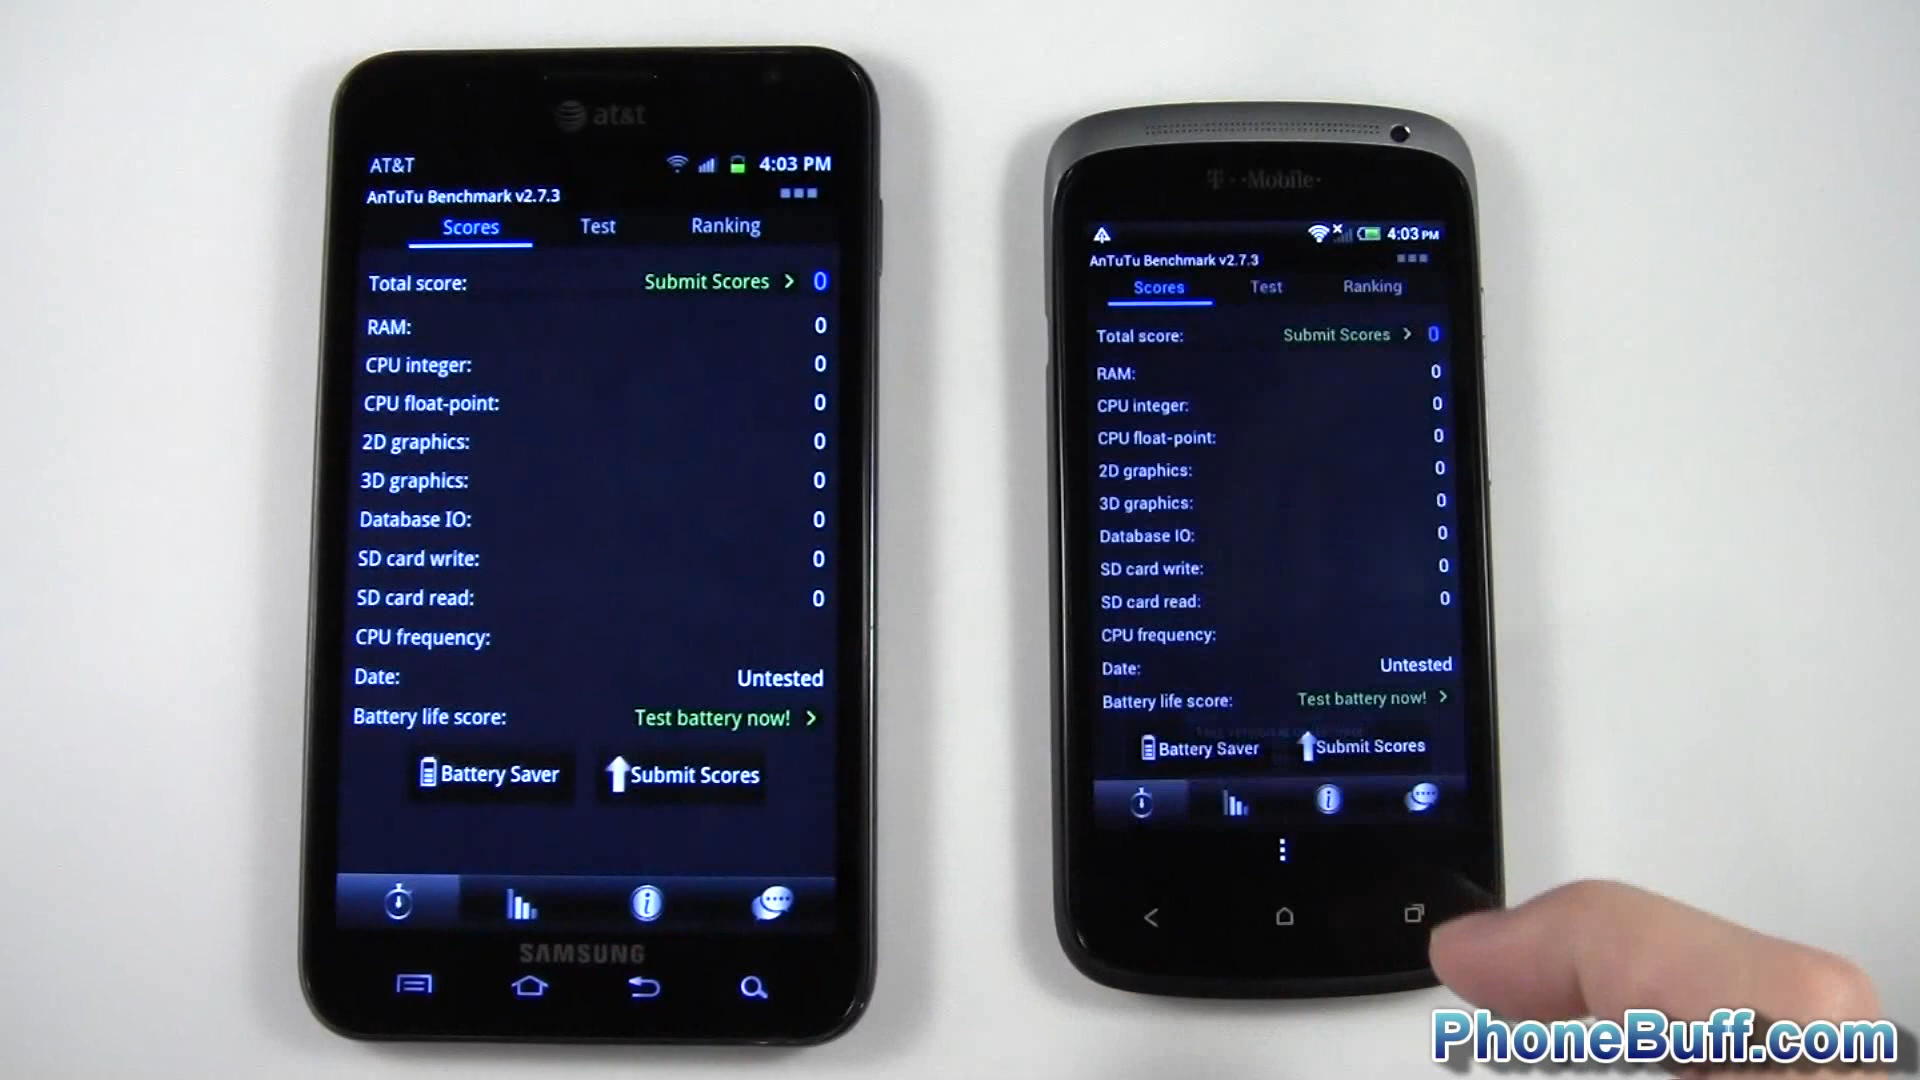 at&t
AT&T 4:03 PM
AnTuTu Benchmark v2.7.3
Scores Test Ranking
Total score: Submit Scores > 0
RAM: 0
CPU integer: 0
CPU float-point: 0
2D graphics: 0
3D graphics: 0
Database IO: 0
SD card write: 0
SD card read: 0
CPU frequency:
Date: Untested
Battery life score: Test battery now! >
Battery Saver Submit Scores
SAMSUNG
T··Mobile·
4:03 PM
AnTuTu Benchmark v2.7.3
Scores Test Ranking
Total score: Submit Scores > 0
RAM: 0
CPU integer: 0
CPU float-point: 0
2D graphics: 0
3D graphics: 0
Database IO: 0
SD card write: 0
SD card read: 0
CPU frequency:
Date: Untested
Battery life score: Test battery now! >
Battery Saver Submit Scores
PhoneBuff.com